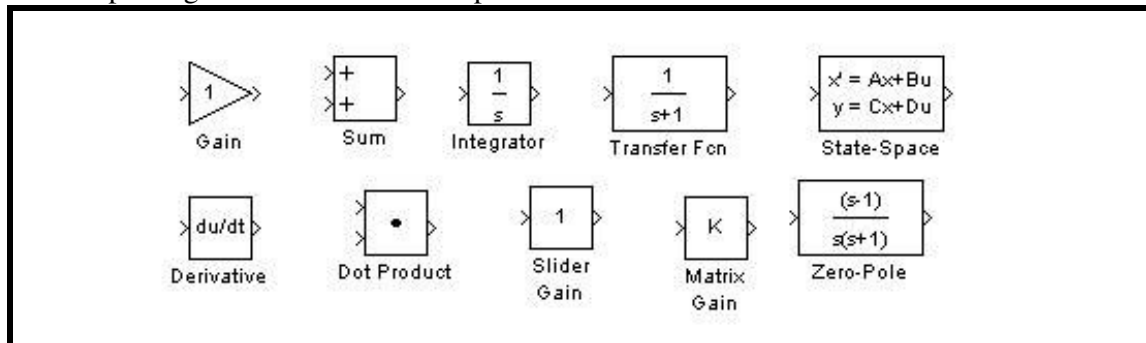 1
Gain
+
+
Sum
1
s
Integrator
1
s+1
Transfer Fcn
x' = Ax+Bu
y = Cx+Du
State-Space
du/dt
Derivative
Dot Product
1
Slider
Gain
K
Matrix
Gain
(s-1)
s(s+1)
Zero-Pole